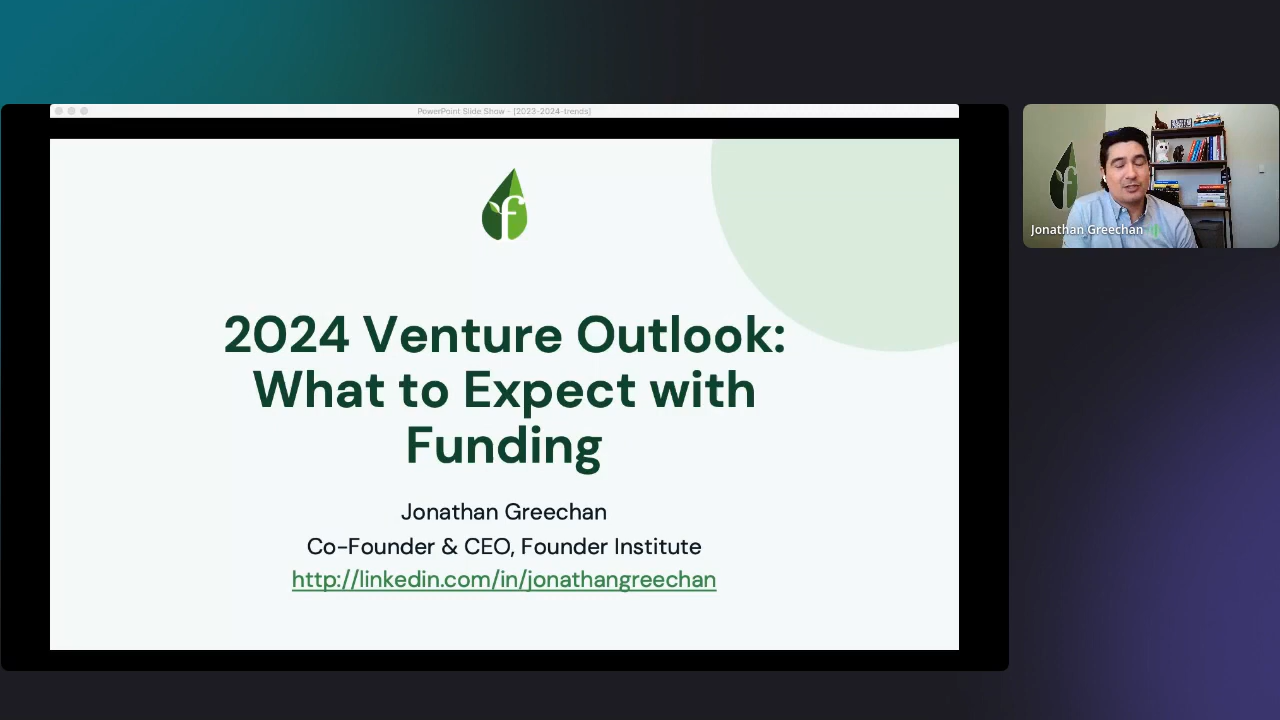 PowerPoint Slide Show - [2023-2024-trends]
f
2024 Venture Outlook:
What to Expect with
Funding
Jonathan Greechan
Co-Founder & CEO, Founder Institute
http://linkedin.com/in/jonathangreechan
f
Jonathan Greechan